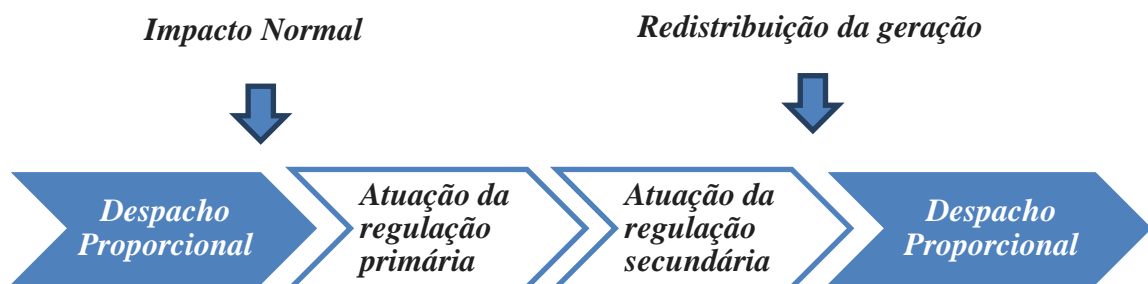 Impacto Normal
Redistribuição da geração
Despacho
Proporcional
Atuação da
regulação
primária
Atuação da
regulação
secundária
Despacho
Proporcional